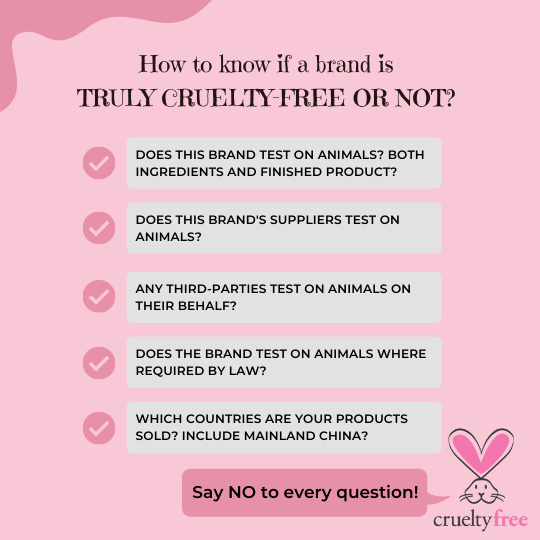 How to know if a brand is
TRULY CRUELTY-FREE OR NOT?
DOES THIS BRAND TEST ON ANIMALS? BOTH
INGREDIENTS AND FINISHED PRODUCT?
DOES THIS BRAND'S SUPPLIERS TEST ON
ANIMALS?
ANY THIRD-PARTIES TEST ON ANIMALS ON
THEIR BEHALF?
DOES THE BRAND TEST ON ANIMALS WHERE
REQUIRED BY LAW?
WHICH COUNTRIES ARE YOUR PRODUCTS
SOLD? INCLUDE MAINLAND CHINA?
Say NO to every question!
crueltyfree